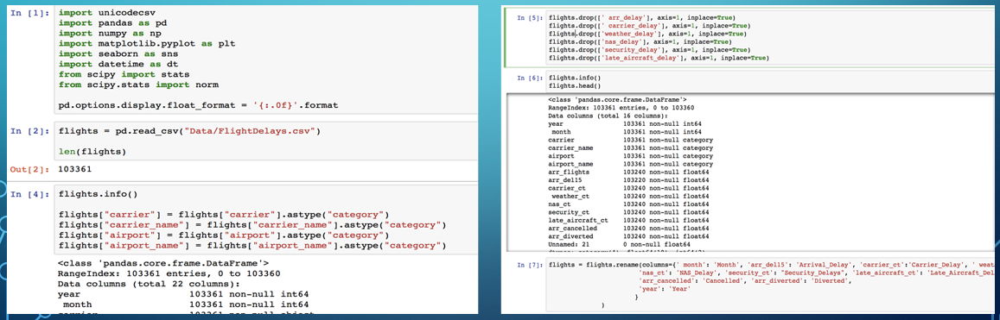 In [1]: import unicodecsv
import pandas as pd
import numpy as np
import matplotlib.pyplot as plt
import seaborn as sns
import datetime as dt
from scipy import stats
from scipy.stats import norm
pd.options.display.float_format = '{:.0f}'.format
In [2]: flights = pd.read_csv("Data/FlightDelays.csv")
len(flights)
Out[2]: 103361
In [4]: flights.info()
flights["carrier"] = flights["carrier"].astype("category")
flights["carrier_name"] = flights["carrier_name"].astype("category")
flights["airport"] = flights["airport"].astype("category")
flights["airport_name"] = flights["airport_name"].astype("category")
<class 'pandas.core.frame.DataFrame'>
RangeIndex: 103361 entries, 0 to 103360
Data columns (total 22 columns):
year 103361 non-null int64
month 103361 non-null int64
In [5]: flights.drop([' arr_delay'], axis=1, inplace=True)
flights.drop([' carrier_delay'], axis=1, inplace=True)
flights.drop(['weather_delay'], axis=1, inplace=True)
flights.drop(['nas_delay'], axis=1, inplace=True)
flights.drop(['security_delay'], axis=1, inplace=True)
flights.drop(['late_aircraft_delay'], axis=1, inplace=True)
In [6]: flights.info()
flights.head()
<class 'pandas.core.frame.DataFrame'>
RangeIndex: 103361 entries, 0 to 103360
Data columns (total 16 columns):
year 103361 non-null int64
month 103361 non-null int64
carrier 103361 non-null category
carrier_name 103361 non-null category
airport 103361 non-null category
airport_name 103361 non-null category
arr_flights 103240 non-null float64
arr_del15 103220 non-null float64
carrier_ct 103240 non-null float64
weather_ct 103240 non-null float64
nas_ct 103240 non-null float64
security_ct 103240 non-null float64
late_aircraft_ct 103240 non-null float64
arr_cancelled 103240 non-null float64
arr_diverted 103240 non-null float64
Unnamed: 21 0 non-null float64
In [7]: flights = flights.rename(columns={' month': 'Month', 'arr_del15': 'Arrival_Delay', 'carrier_ct':'Carrier_Delay', '
'nas_ct': 'NAS_Delay', 'security_ct': "Security_Delays", 'late_aircraft_ct':
'arr_cancelled': 'Cancelled', 'arr_diverted': 'Diverted',
'year': 'Year'
}
)